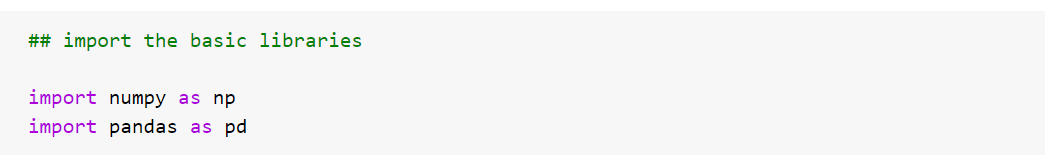 ## import the basic libraries
import numpy as np
import pandas as pd